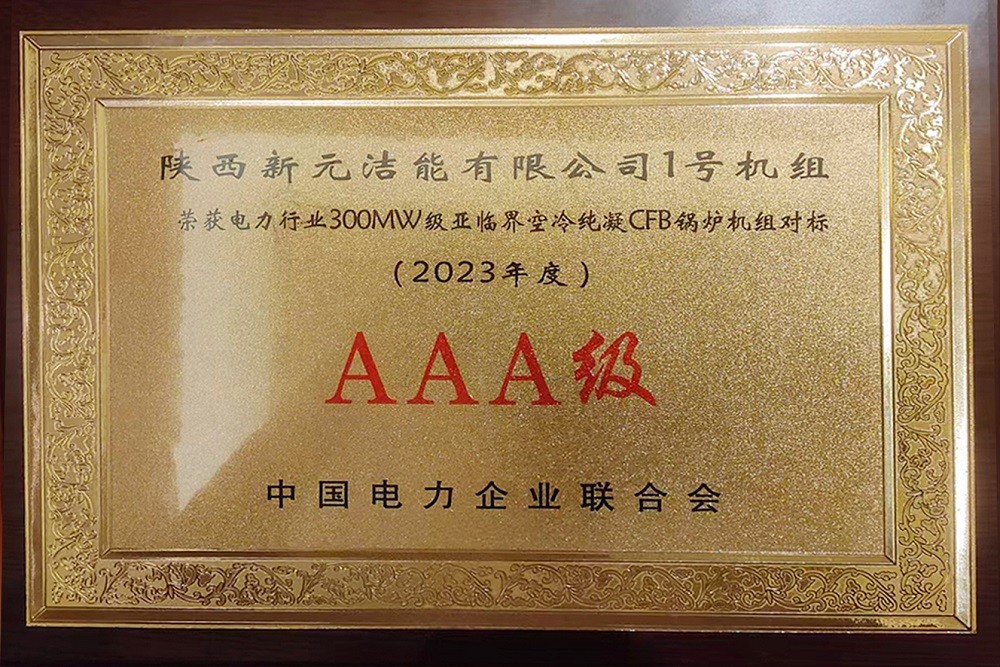 陕西新元洁能有限公司1号机组
荣获电力行业300MW级亚临界空冷纯凝CFB锅炉机组对标
（2023年度）
AAA级
中国电力企业联合会